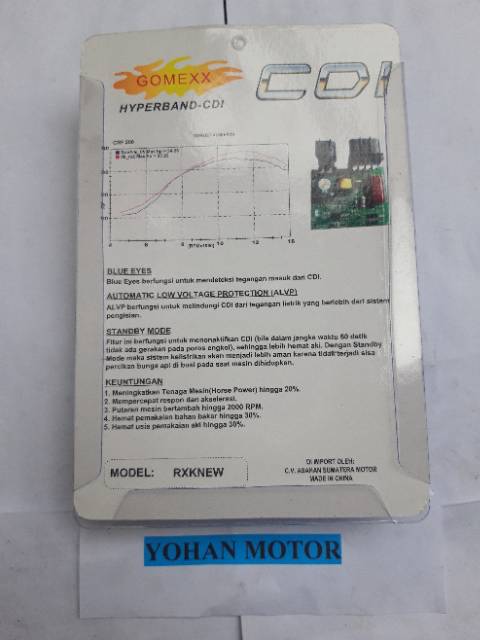 GOMEXX
CDI
HYPERBAND-CDI
CRF 200
BLUE EYES
Blue Eyes berfungsi untuk mendeteksi tegangan masuk dari CDI.
AUTOMATIC LOW VOLTAGE PROTECTION (ALVP)
ALVP berfungsi untuk melindungi CDI dari tegangan listrik yang berlebih dari sistem
pengisian.
STANDBY MODE
Fitur ini berfungsi untuk menonaktifkan CDI (bila dalam jangka waktu 60 detik
tidak ada gerakan pada poros engkol), sehingga lebih hemat aki. Dengan Standby
Mode maka sistem kelistrikan akan menjadi lebih aman karena tidak terjadi sisa
percikan bunga api di busi pada saat mesin dihidupkan.
KEUNTUNGAN
1. Meningkatkan Tenaga Mesin(Horse Power) hingga 20%.
2. Mempercepat respon dan akselerasi.
3. Putaran mesin bertambah hingga 2000 RPM.
4. Hemat pemakaian bahan bakar hingga 30%.
5. Hemat usia pemakaian aki hingga 30%.
MODEL: RXKNEW
DI IMPORT OLEH:
C.V. ASAHAN SUMATERA MOTOR
MADE IN CHINA
YOHAN MOTOR